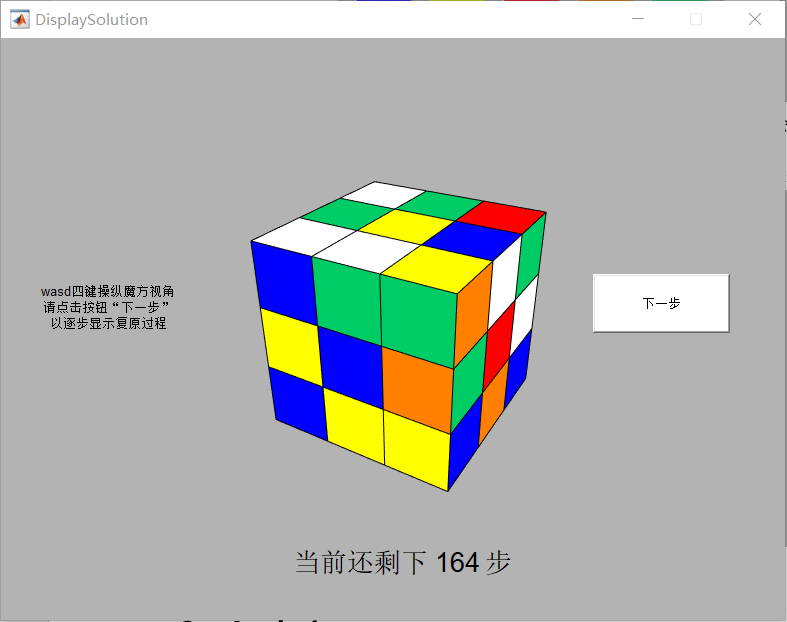 DisplaySolution
wasd四键操纵魔方视角
请点击按钮“下一步”
以逐步显示复原过程
下一步
当前还剩下 164 步